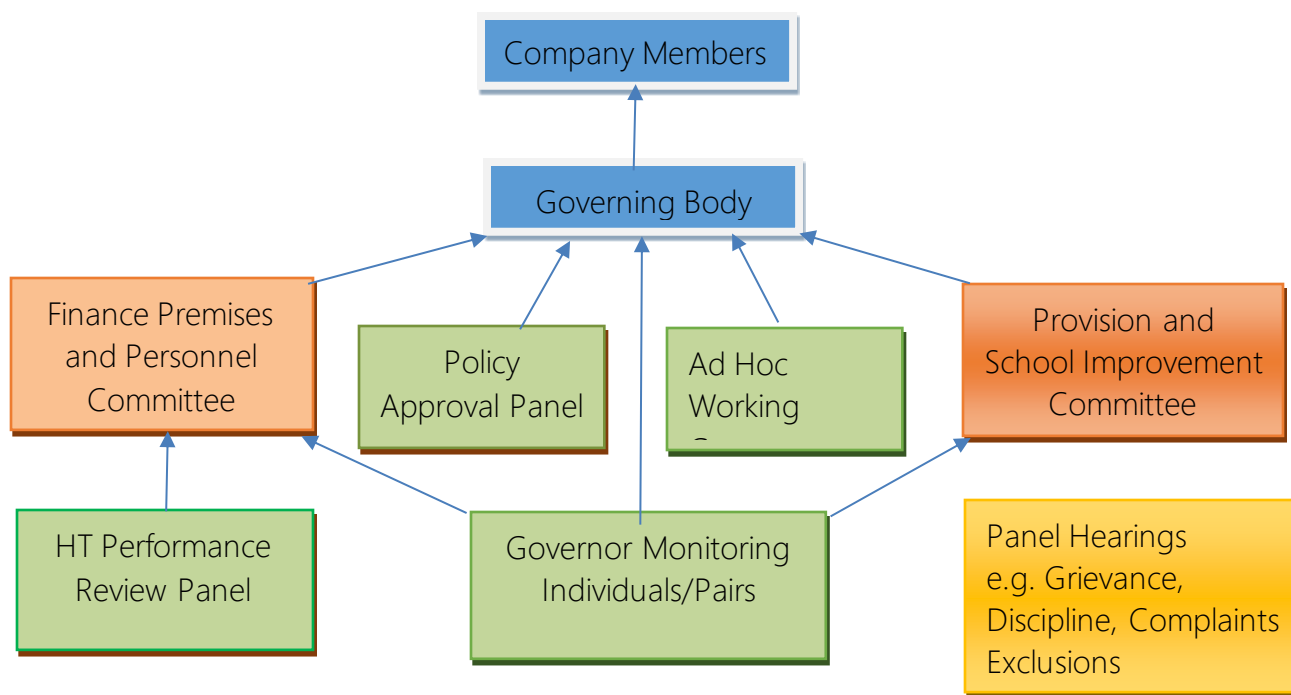 Company Members
Governing Body
Finance Premises
and Personnel
Committee
Policy
Approval Panel
Ad Hoc
Working
Provision and
School Improvement
Committee
HT Performance
Review Panel
Governor Monitoring
Individuals/Pairs
Panel Hearings
e.g. Grievance,
Discipline, Complaints
Exclusions